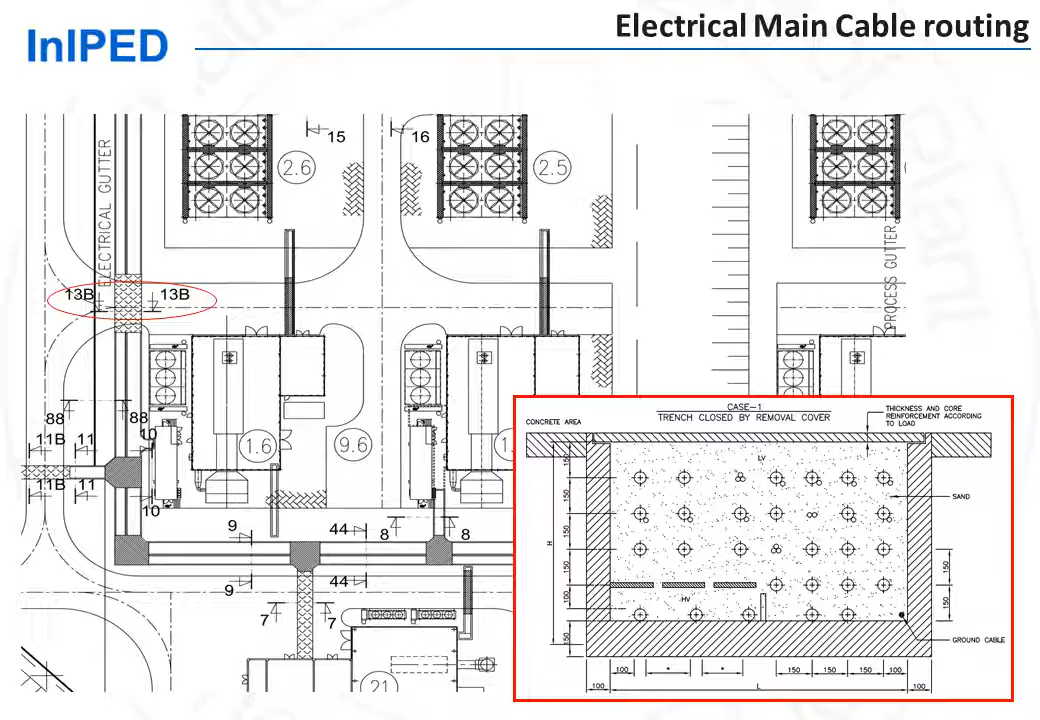 InIPED
Electrical Main Cable routing
15
16
2.6
2.5
ELECTRICAL GUTTER
PROCESS GUTTER
13B
13B
88
88
10
11B
11
1.6
9.6
1.
11B
11
10
9
44
8
8
9
44
7
7
21
CASE-1
TRENCH CLOSED BY REMOVAL COVER
THICKNESS AND CORE
REINFORCEMENT ACCORDING
TO LOAD
CONCRETE AREA
LV
SAND
HV
GROUND CABLE
H
150
150
150
150
100
150
150
150
100
*
*
150
150
150
100
100
L
100